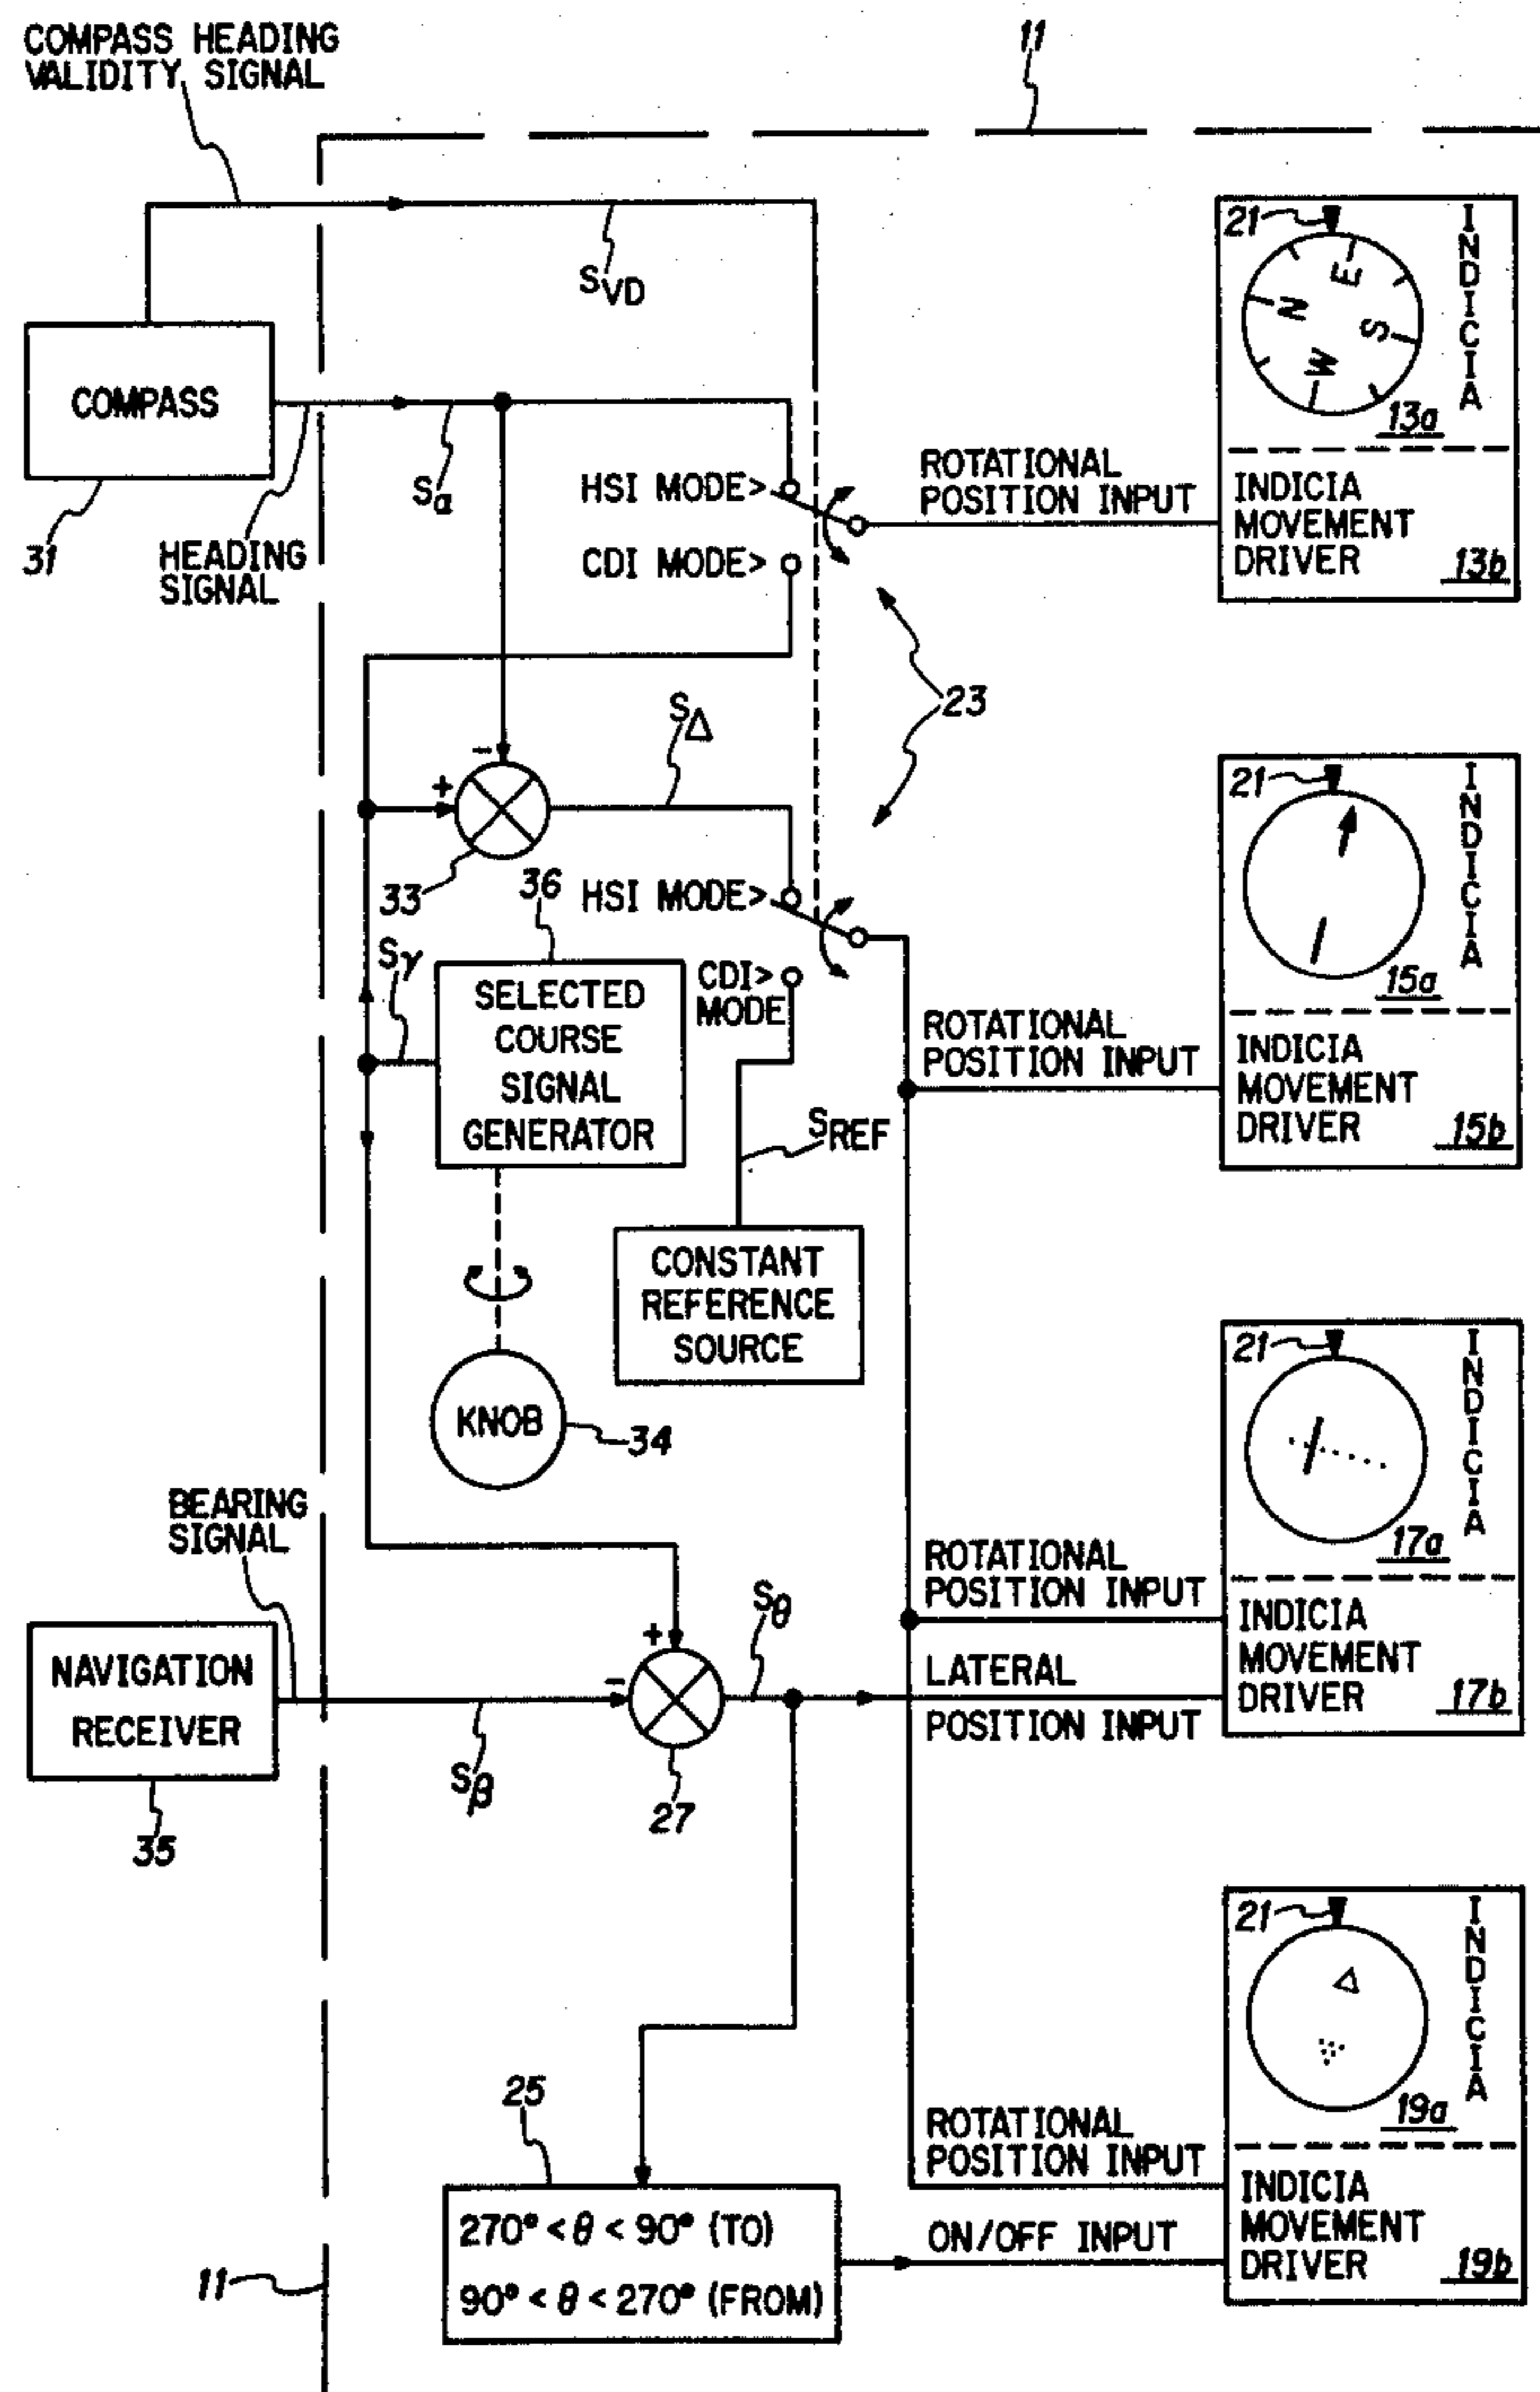 COMPASS HEADING
VALIDITY SIGNAL
11
SVD
COMPASS
31
HEADING
SIGNAL
Sα
HSI MODE>
CDI MODE>
ROTATIONAL
POSITION INPUT
21
N
E
S
W
INDICIA
13a
INDICIA
MOVEMENT
DRIVER
13b
23
SΔ
-
+
33
HSI MODE>
CDI>
MODE
36
Sγ
SELECTED
COURSE
SIGNAL
GENERATOR
SREF
CONSTANT
REFERENCE
SOURCE
KNOB
34
ROTATIONAL
POSITION INPUT
21
INDICIA
15a
INDICIA
MOVEMENT
DRIVER
15b
BEARING
SIGNAL
NAVIGATION
RECEIVER
35
Sβ
+
-
27
Sθ
ROTATIONAL
POSITION INPUT
LATERAL
POSITION INPUT
21
INDICIA
17a
INDICIA
MOVEMENT
DRIVER
17b
25
270° < θ < 90° (TO)
90° < θ < 270° (FROM)
ROTATIONAL
POSITION INPUT
ON/OFF INPUT
21
INDICIA
19a
INDICIA
MOVEMENT
DRIVER
19b
11